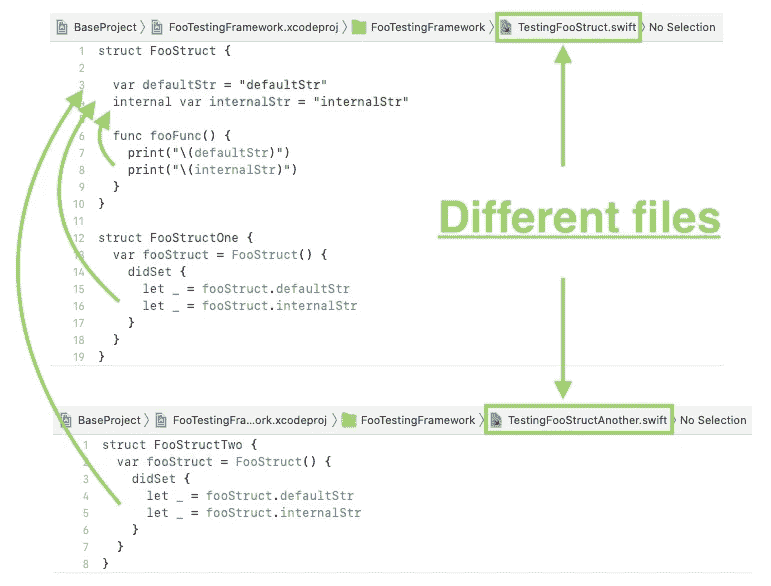 BaseProject FooTestingFramework.xcodeproj FooTestingFramework TestingFooStruct.swift No Selection
1 struct FooStruct {
2
3 var defaultStr = "defaultStr"
internal var internalStr = "internalStr"
5
6 func fooFunc() {
7 print("\(defaultStr)")
8 print("\(internalStr)")
9 }
10 }
11
12 struct FooStructOne {
13 var fooStruct = FooStruct() {
14 didSet {
15 let _ = fooStruct.defaultStr
16 let _ = fooStruct.internalStr
17 }
18 }
19 }
Different files
BaseProject FooTestingFra...ork.xcodeproj FooTestingFramework TestingFooStructAnother.swift No Selection
1 struct FooStructTwo {
2 var fooStruct = FooStruct() {
3 didSet {
4 let _ = fooStruct.defaultStr
5 let _ = fooStruct.internalStr
6 }
7 }
8 }